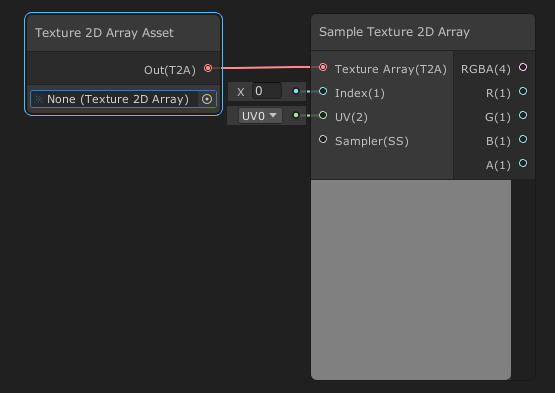 Texture 2D Array Asset
Out(T2A)
None (Texture 2D Array)
Sample Texture 2D Array
Texture Array(T2A)
RGBA(4)
X 0
Index(1)
R(1)
UV0
UV(2)
G(1)
Sampler(SS)
B(1)
A(1)